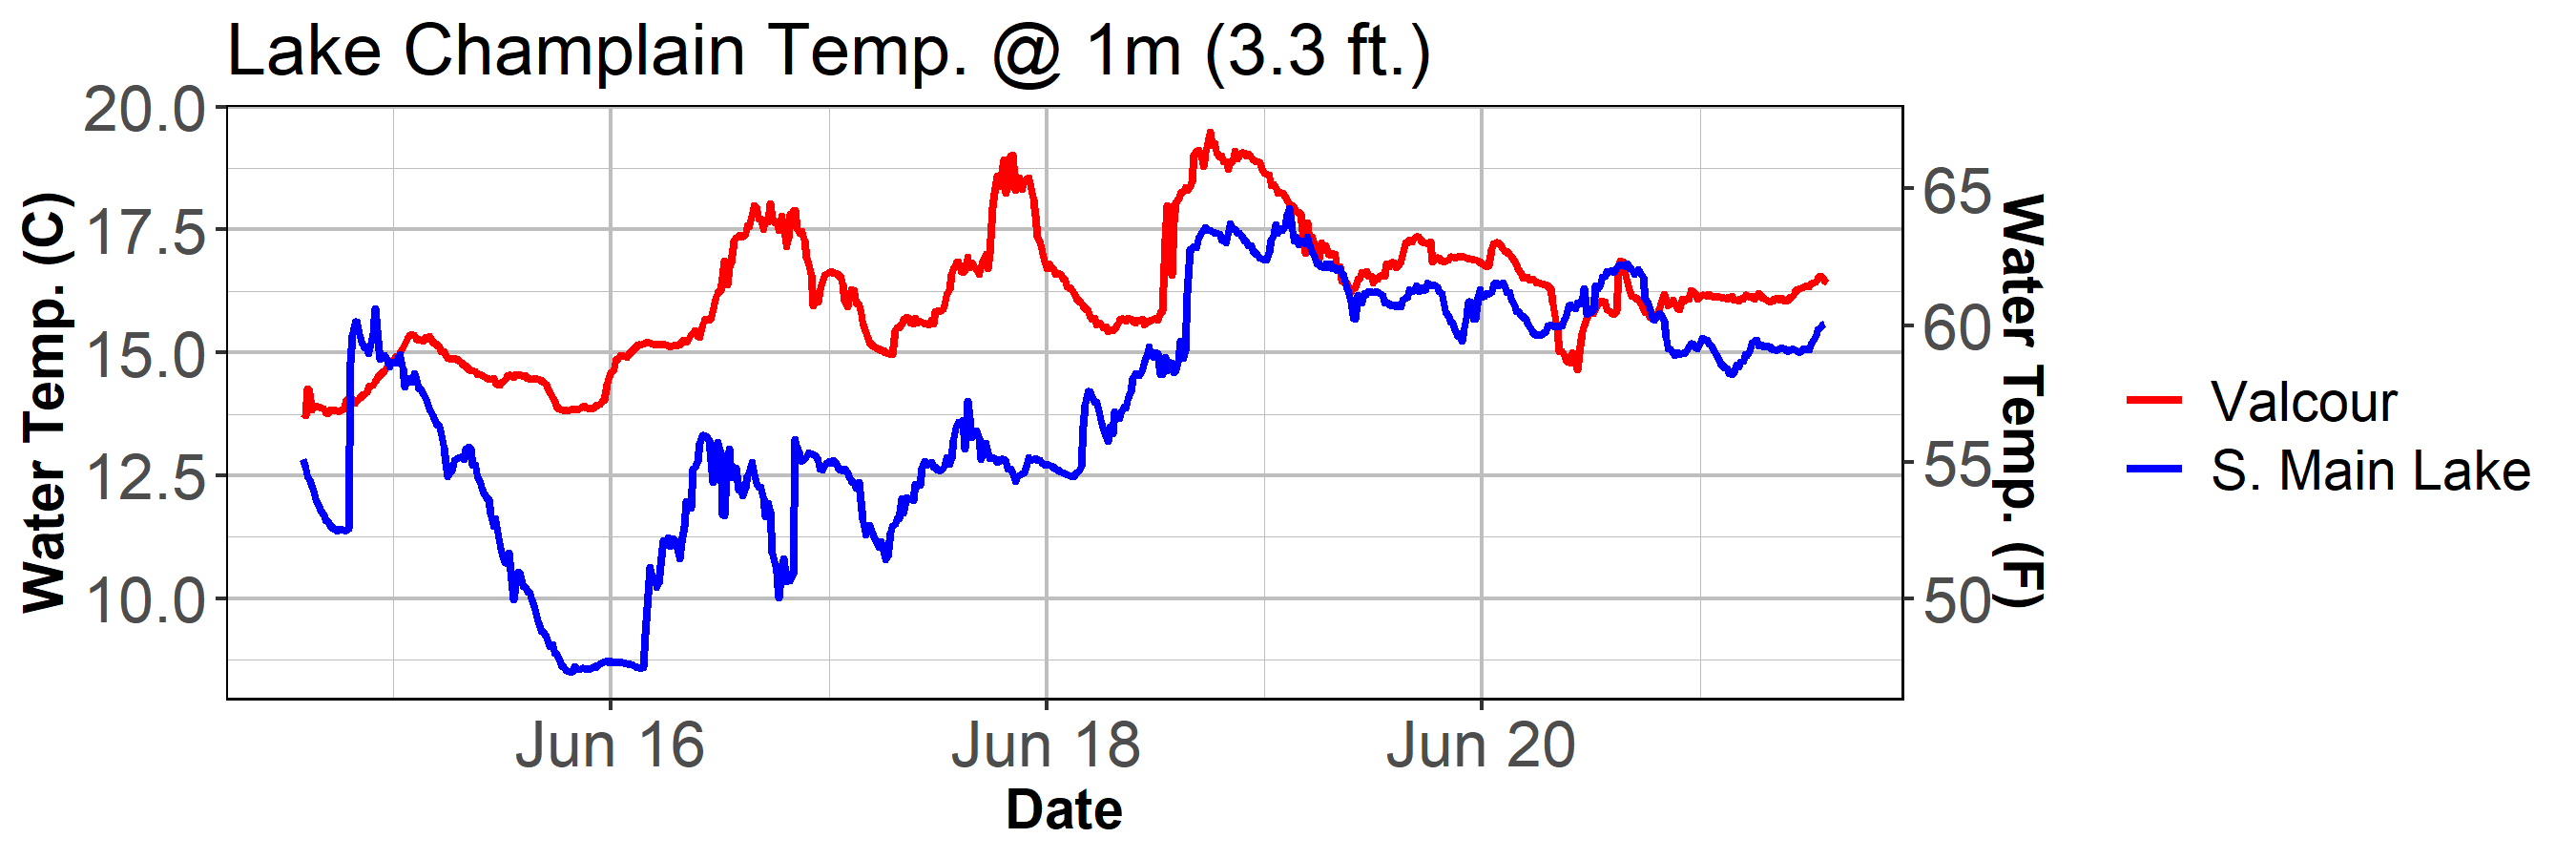 Lake Champlain Temp. @ 1m (3.3 ft.)
Water Temp. (C)
20.0
17.5
15.0
12.5
10.0
65
60
55
50
Water Temp. (F)
Jun 16
Jun 18
Jun 20
Date
Valcour
S. Main Lake